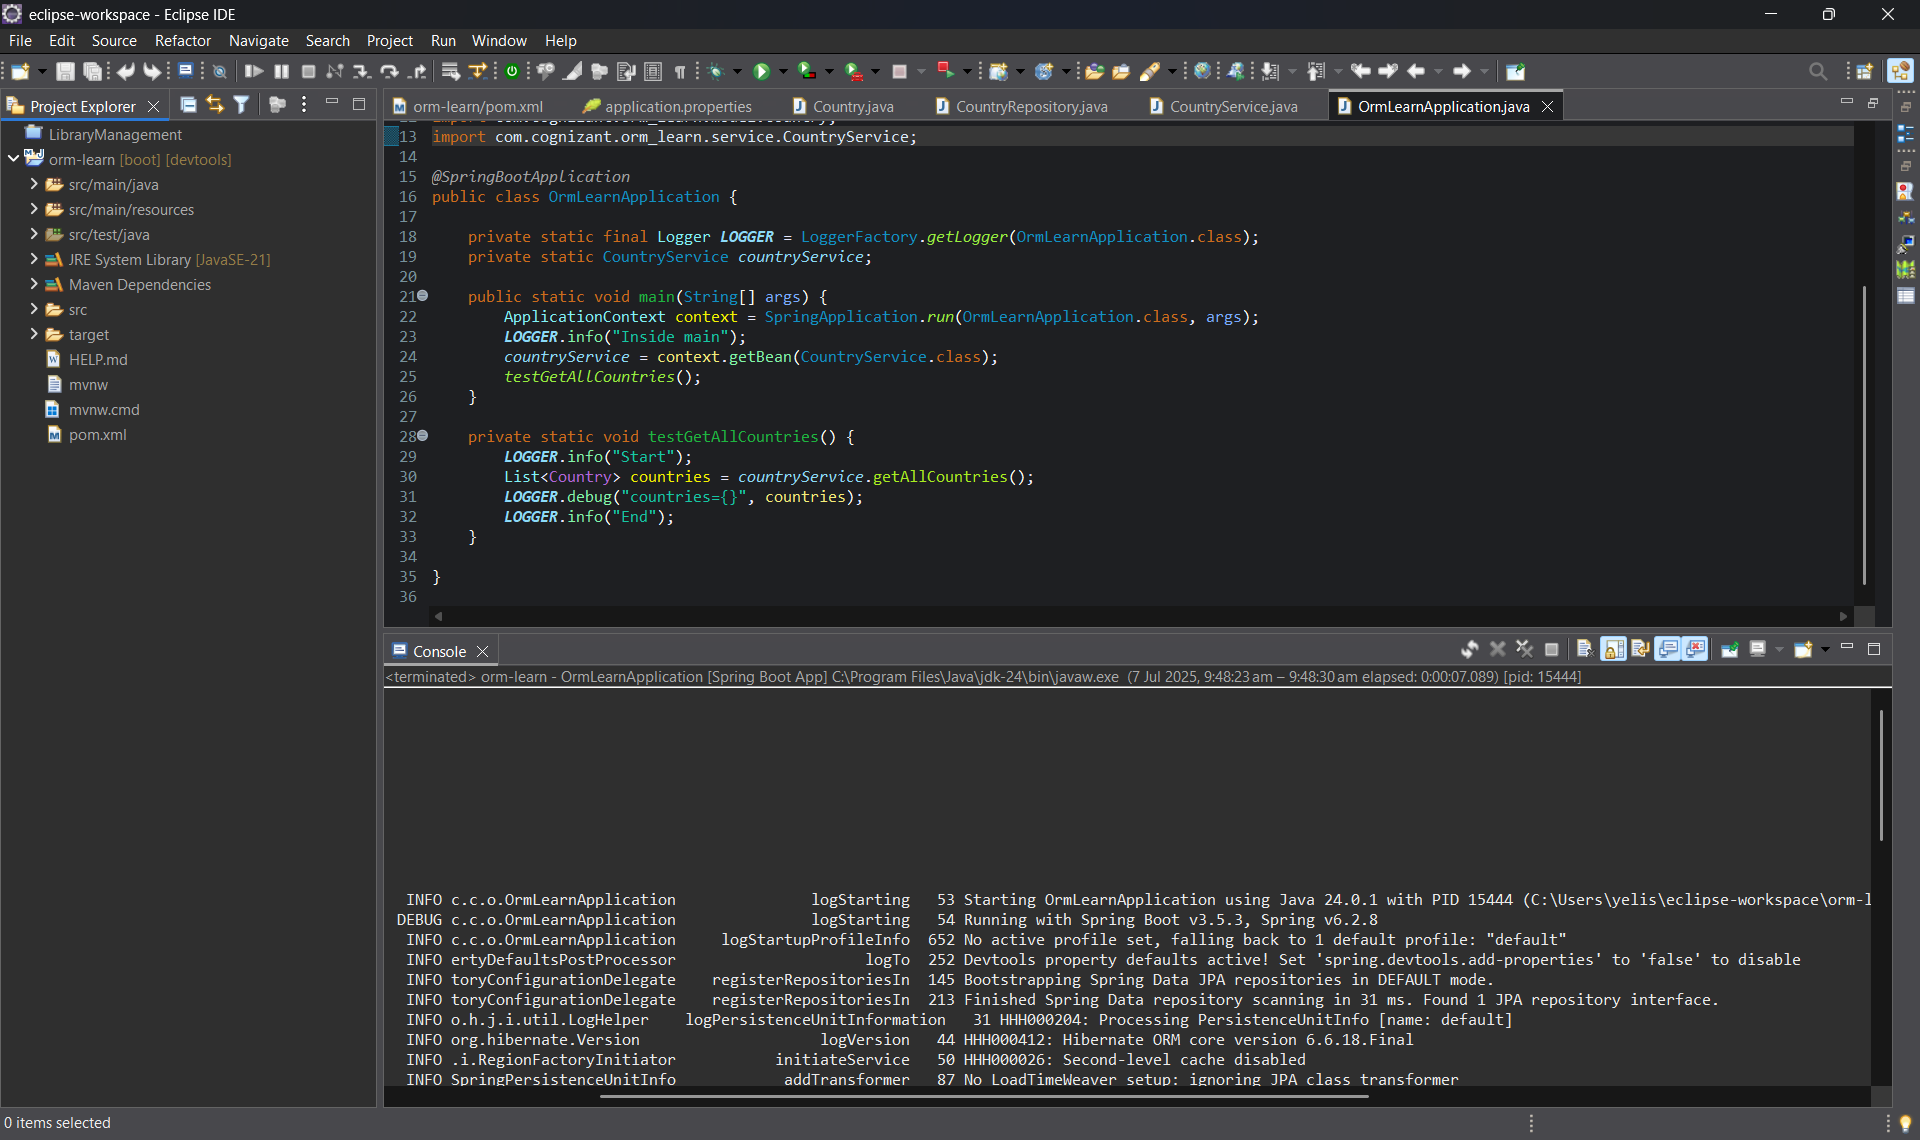 eclipse-workspace - Eclipse IDE
File Edit Source Refactor Navigate Search Project Run Window Help
Project Explorer
LibraryManagement
orm-learn [boot] [devtools]
src/main/java
src/main/resources
src/test/java
JRE System Library [JavaSE-21]
Maven Dependencies
src
target
HELP.md
mvnw
mvnw.cmd
pom.xml
orm-learn/pom.xml application.properties Country.java CountryRepository.java CountryService.java OrmLearnApplication.java
13 import com.cognizant.orm_learn.service.CountryService;
14
15 @SpringBootApplication
16 public class OrmLearnApplication {
17
18 private static final Logger LOGGER = LoggerFactory.getLogger(OrmLearnApplication.class);
19 private static CountryService countryService;
20
21 public static void main(String[] args) {
22 ApplicationContext context = SpringApplication.run(OrmLearnApplication.class, args);
23 LOGGER.info("Inside main");
24 countryService = context.getBean(CountryService.class);
25 testGetAllCountries();
26 }
27
28 private static void testGetAllCountries() {
29 LOGGER.info("Start");
30 List<Country> countries = countryService.getAllCountries();
31 LOGGER.debug("countries={}", countries);
32 LOGGER.info("End");
33 }
34
35 }
36
Console
<terminated> orm-learn - OrmLearnApplication [Spring Boot App] C:\Program Files\Java\jdk-24\bin\javaw.exe (7 Jul 2025, 9:48:23 am – 9:48:30 am elapsed: 0:00:07.089) [pid: 15444]
INFO c.c.o.OrmLearnApplication logStarting 53 Starting OrmLearnApplication using Java 24.0.1 with PID 15444 (C:\Users\yelis\eclipse-workspace\orm-l
DEBUG c.c.o.OrmLearnApplication logStarting 54 Running with Spring Boot v3.5.3, Spring v6.2.8
INFO c.c.o.OrmLearnApplication logStartupProfileInfo 652 No active profile set, falling back to 1 default profile: "default"
INFO ertyDefaultsPostProcessor logTo 252 Devtools property defaults active! Set 'spring.devtools.add-properties' to 'false' to disable
INFO toryConfigurationDelegate registerRepositoriesIn 145 Bootstrapping Spring Data JPA repositories in DEFAULT mode.
INFO toryConfigurationDelegate registerRepositoriesIn 213 Finished Spring Data repository scanning in 31 ms. Found 1 JPA repository interface.
INFO o.h.j.i.util.LogHelper logPersistenceUnitInformation 31 HHH000204: Processing PersistenceUnitInfo [name: default]
INFO org.hibernate.Version logVersion 44 HHH000412: Hibernate ORM core version 6.6.18.Final
INFO .i.RegionFactoryInitiator initiateService 50 HHH000026: Second-level cache disabled
INFO SpringPersistenceUnitInfo addTransformer 87 No LoadTimeWeaver setup: ignoring JPA class transformer
0 items selected